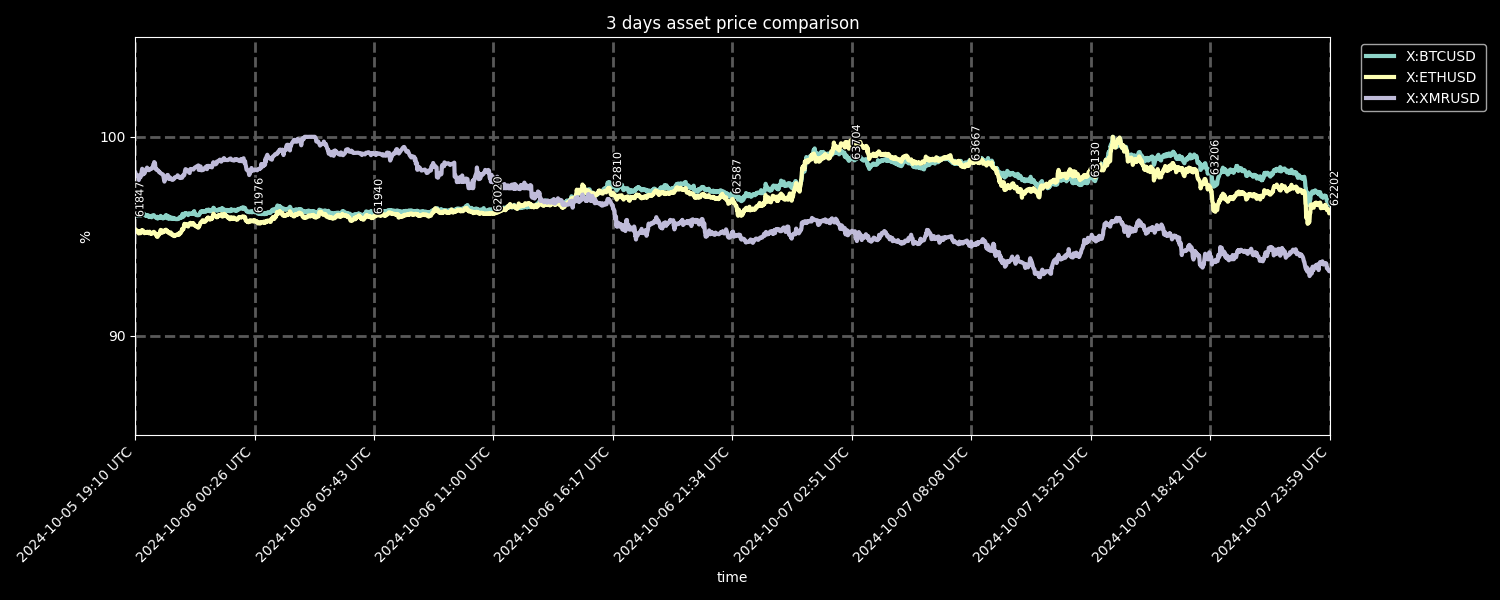 3 days asset price comparison
X:BTCUSD
X:ETHUSD
X:XMRUSD
100
90
%
61847
61976
61940
62020
62810
62587
63704
63667
63130
63206
62202
2024-10-05 19:10 UTC
2024-10-06 00:26 UTC
2024-10-06 05:43 UTC
2024-10-06 11:00 UTC
2024-10-06 16:17 UTC
2024-10-06 21:34 UTC
2024-10-07 02:51 UTC
2024-10-07 08:08 UTC
2024-10-07 13:25 UTC
2024-10-07 18:42 UTC
2024-10-07 23:59 UTC
time